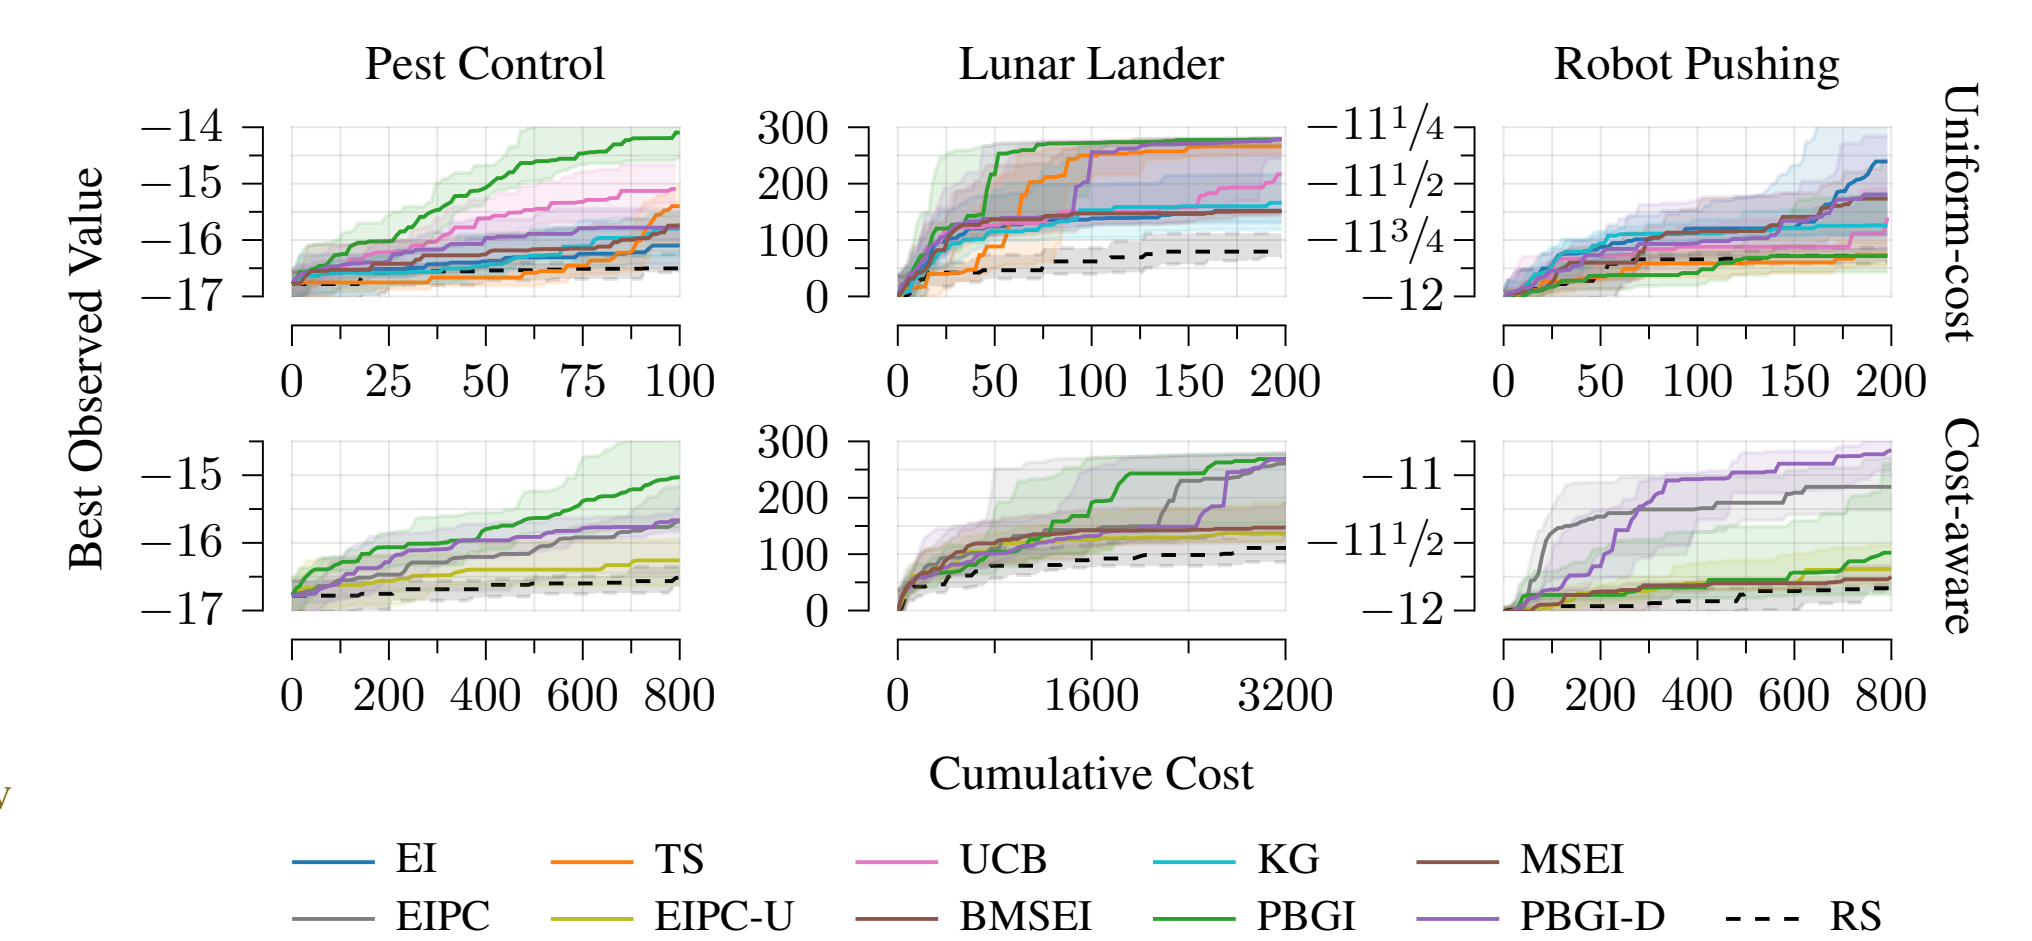 Pest Control Lunar Lander Robot Pushing
Best Observed Value
−14
−15
−16
−17
0 25 50 75 100
300
200
100
0
0 50 100 150 200
−11¹/4
−11¹/2
−11³/4
−12
0 50 100 150 200
Uniform-cost
−15
−16
−17
0 200 400 600 800
300
200
100
0
0 1600 3200
−11
−11¹/2
−12
0 200 400 600 800
Cost-aware
Cumulative Cost
EI TS UCB KG MSEI
EIPC EIPC-U BMSEI PBGI PBGI-D RS